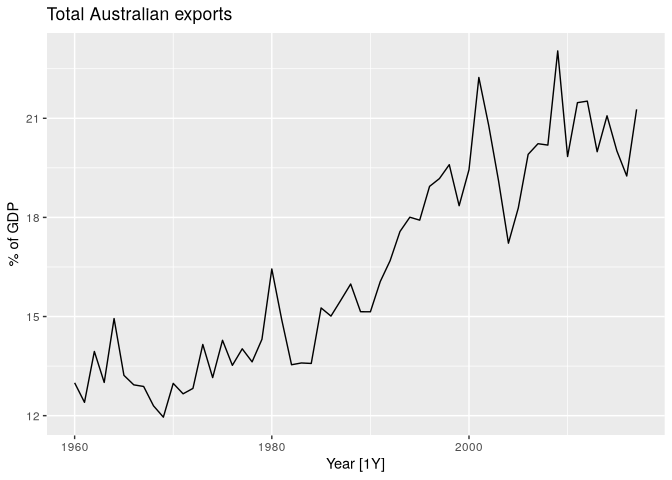 Total Australian exports
% of GDP
21
18
15
12
1960 1980 2000
Year [1Y]